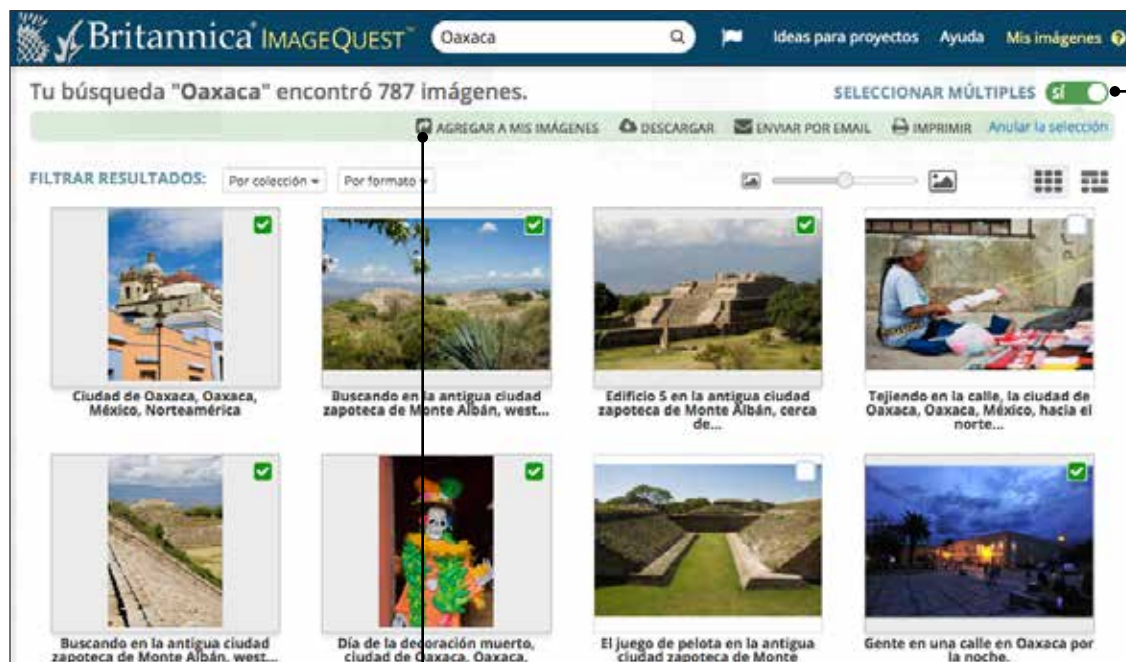 Britannica® IMAGEQUEST™ Oaxaca Ideas para proyectos Ayuda Mis imágenes ?
Tu búsqueda "Oaxaca" encontró 787 imágenes. SELECCIONAR MÚLTIPLES SÍ
AGREGAR A MIS IMÁGENES DESCARGAR ENVIAR POR EMAIL IMPRIMIR Anular la selección
FILTRAR RESULTADOS: Por colección Por formato
Ciudad de Oaxaca, Oaxaca,
México, Norteamérica
Buscando en la antigua ciudad
zapoteca de Monte Albán, west...
Edificio 5 en la antigua ciudad
zapoteca de Monte Albán, cerca
de...
Tejiendo en la calle, la ciudad de
Oaxaca, Oaxaca, México, hacia el
norte...
Buscando en la antigua ciudad
zapoteca de Monte Albán, west...
Día de la decoración muerto,
ciudad de Oaxaca, Oaxaca,
El juego de pelota en la antigua
ciudad zapoteca de Monte
Gente en una calle en Oaxaca por
la noche.